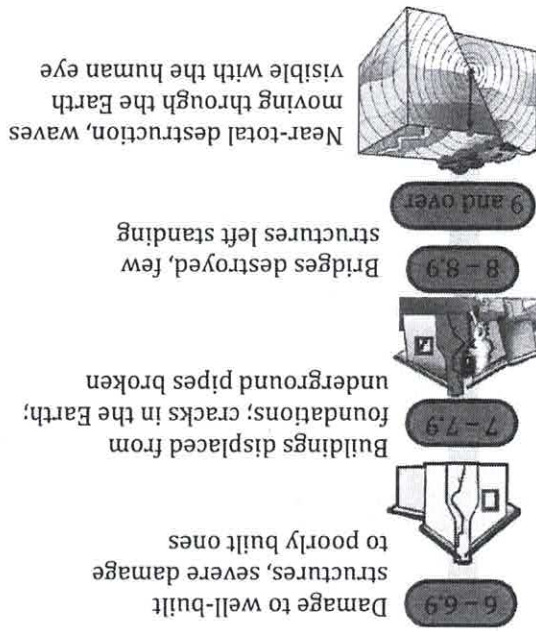 6 – 6.9
Damage to well-built
structures, severe damage
to poorly built ones
7 – 7.9
Buildings displaced from
foundations; cracks in the Earth;
underground pipes broken
8 – 8.9
Bridges destroyed, few
structures left standing
9 and over
Near-total destruction, waves
moving through the Earth
visible with the human eye